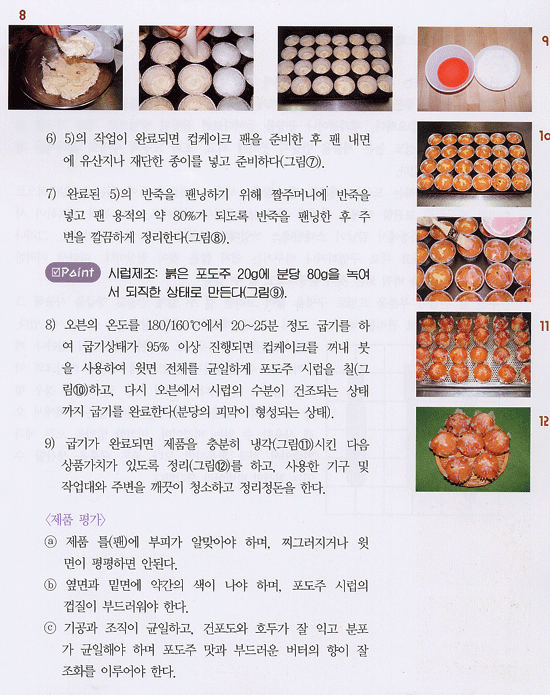 8
9
6) 5)의 작업이 완료되면 컵케이크 팬을 준비한 후 팬 내면
에 유산지나 재단한 종이를 넣고 준비하다(그림⑦).
10
7) 완료된 5)의 반죽을 팬닝하기 위해 짤주머니에 반죽을
넣고 팬 용적의 약 80%가 되도록 반죽을 팬닝한 후 주
변을 깔끔하게 정리한다(그림⑧).
Point 시럽제조: 붉은 포도주 20g에 분당 80g을 녹여
서 되직한 상태로 만든다(그림⑨).
11
8) 오븐의 온도를 180/160℃에서 20~25분 정도 굽기를 하
여 굽기상태가 95% 이상 진행되면 컵케이크를 꺼내 붓
을 사용하여 윗면 전체를 균일하게 포도주 시럽을 칠(그
림⑩)하고, 다시 오븐에서 시럽의 수분이 건조되는 상태
까지 굽기를 완료한다(분당의 피막이 형성되는 상태).
12
9) 굽기가 완료되면 제품을 충분히 냉각(그림⑪)시킨 다음
상품가치가 있도록 정리(그림⑫)를 하고, 사용한 기구 및
작업대와 주변을 깨끗이 청소하고 정리정돈을 한다.
〈제품 평가〉
ⓐ 제품 틀(팬)에 부피가 알맞아야 하며, 찌그러지거나 윗
면이 평평하면 안된다.
ⓑ 옆면과 밑면에 약간의 색이 나야 하며, 포도주 시럽의
껍질이 부드러워야 한다.
ⓒ 기공과 조직이 균일하고, 건포도와 호두가 잘 익고 분포
가 균일해야 하며 포도주 맛과 부드러운 버터의 향이 잘
조화를 이루어야 한다.